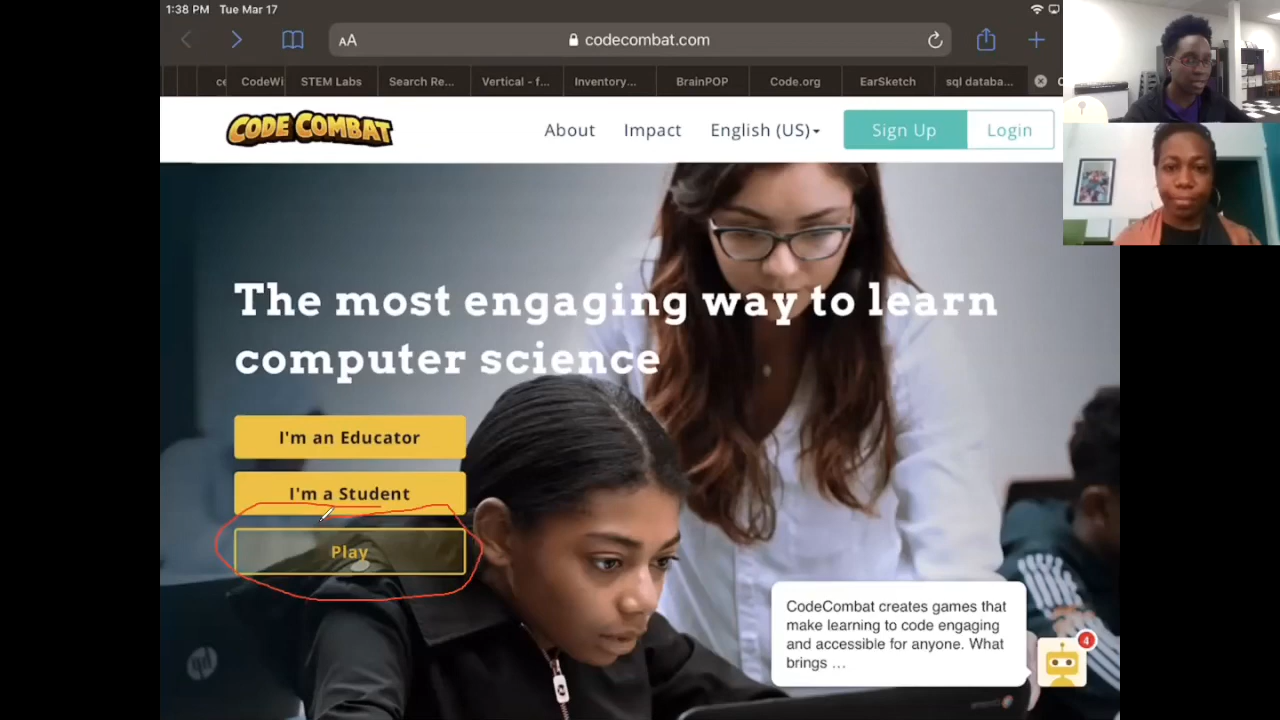 1:38 PM Tue Mar 17
AA
codecombat.com
CodeWi
STEM Labs
Search Re...
Vertical - f...
Inventory...
BrainPOP
Code.org
EarSketch
sql databa...
CODE COMBAT
About
Impact
English (US)
Sign Up
Login
The most engaging way to learn
computer science
I'm an Educator
I'm a Student
Play
CodeCombat creates games that
make learning to code engaging
and accessible for anyone. What
brings ...
4
hp